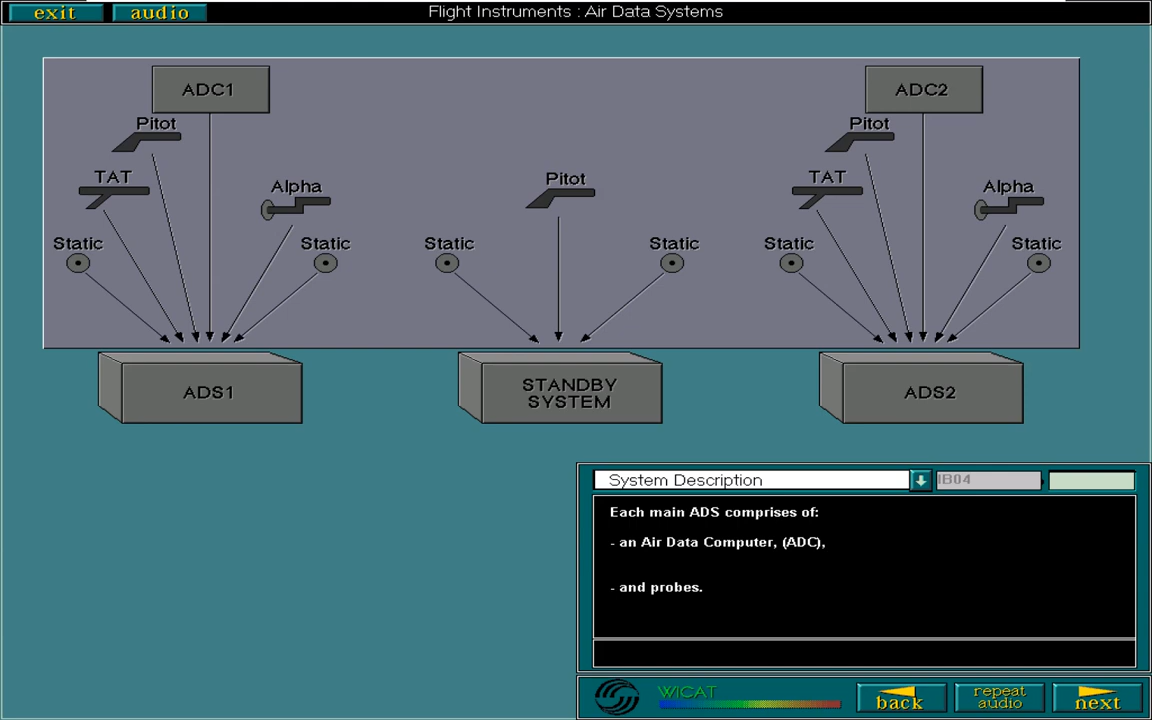 exit
audio
Flight Instruments : Air Data Systems
ADC1
ADC2
Pitot
Pitot
TAT
Alpha
Pitot
TAT
Alpha
Static
Static
Static
Static
Static
Static
ADS1
STANDBY
SYSTEM
ADS2
System Description
IB04
Each main ADS comprises of:
- an Air Data Computer, (ADC),
- and probes.
WICAT
back
repeat
audio
next